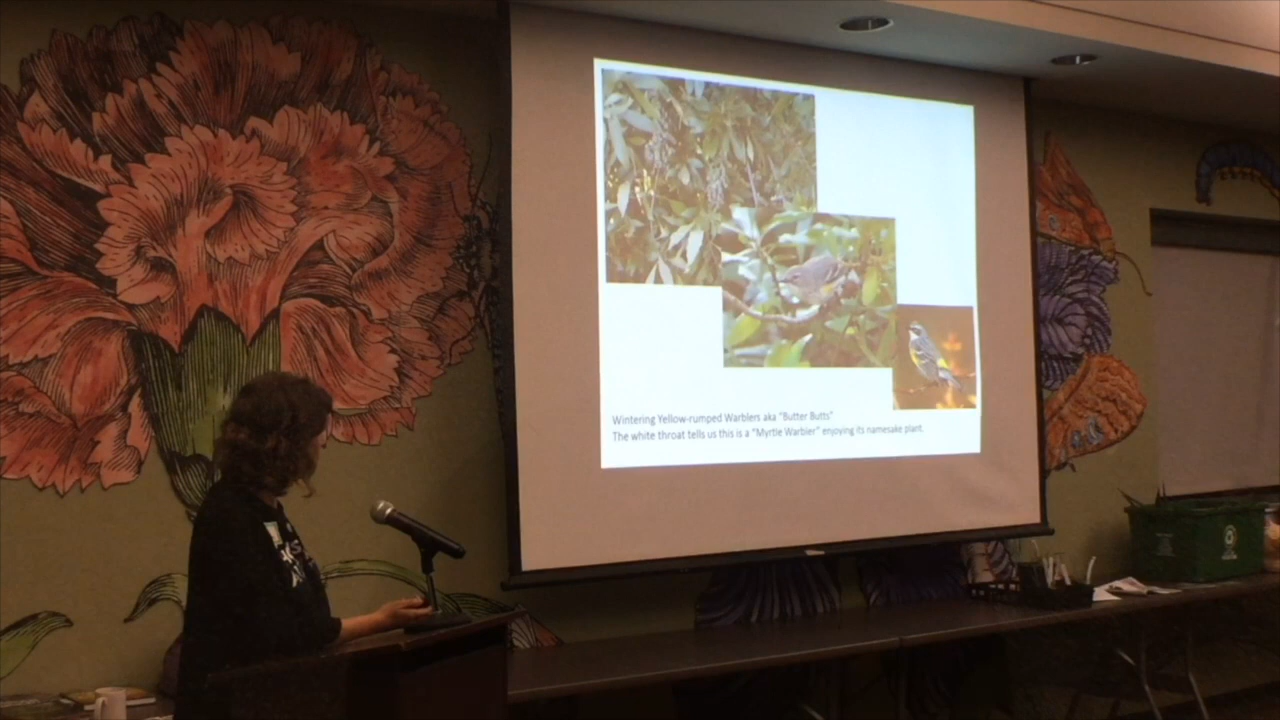 Wintering Yellow-rumped Warblers aka "Butter Butts"
The white throat tells us this is a "Myrtle Warbler" enjoying its namesake plant.